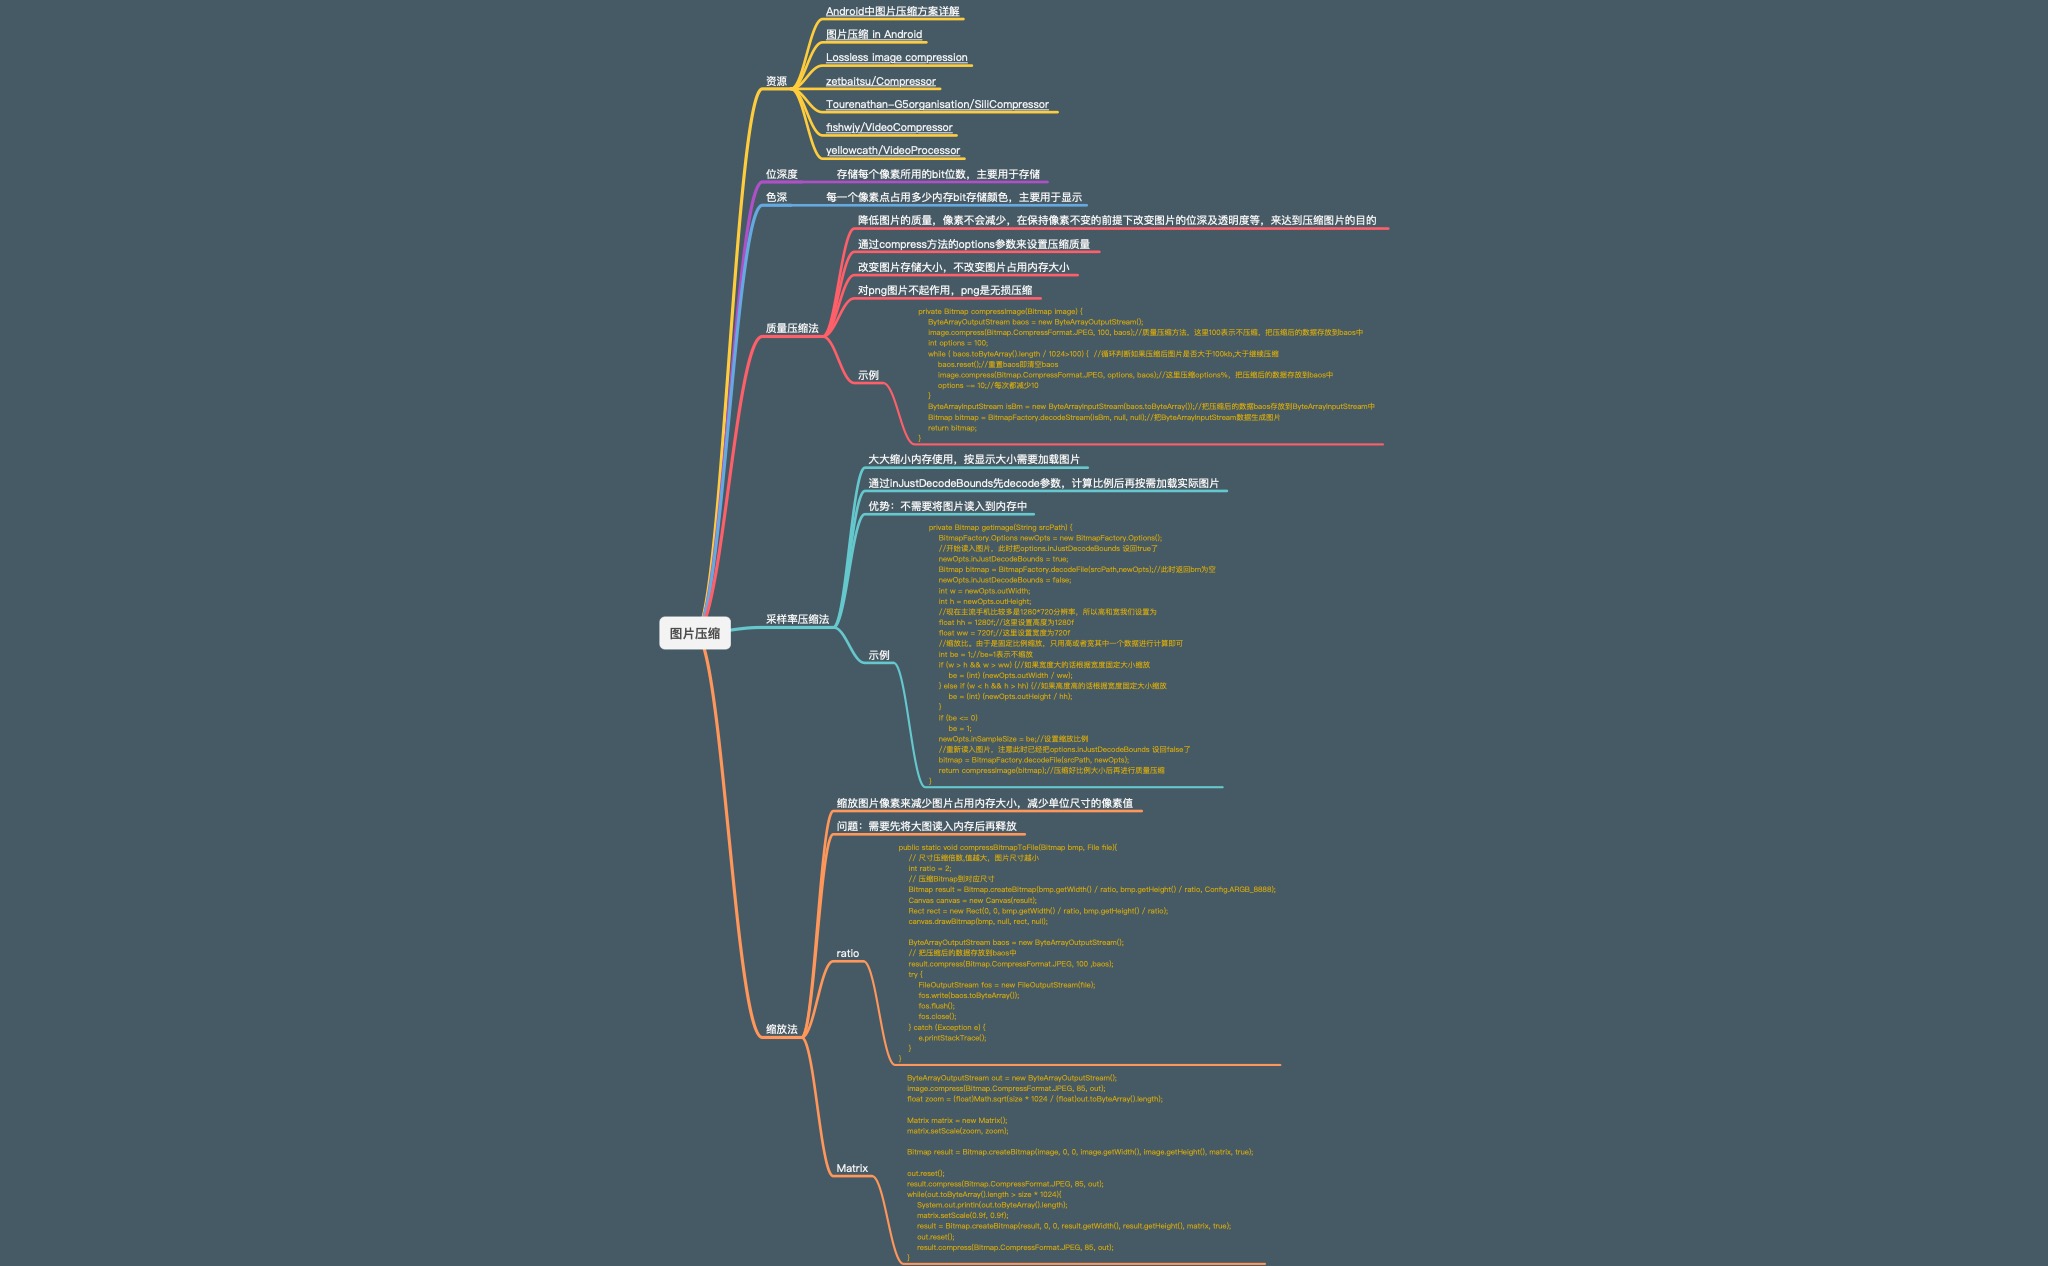 Android中图片压缩方案详解
图片压缩 in Android
Lossless image compression
资源
zetbaitsu/Compressor
Tourenathan-G5organisation/SiliCompressor
fishwjy/VideoCompressor
yellowcath/VideoProcessor
位深度
存储每个像素所用的bit位数，主要用于存储
色深
每一个像素点占用多少内存bit存储颜色，主要用于显示
降低图片的质量，像素不会减少，在保持像素不变的前提下改变图片的位深及透明度等，来达到压缩图片的目的
通过compress方法的options参数来设置压缩质量
改变图片存储大小，不改变图片占用内存大小
对png图片不起作用，png是无损压缩
质量压缩法
示例
private Bitmap compressImage(Bitmap image) {
ByteArrayOutputStream baos = new ByteArrayOutputStream();
image.compress(Bitmap.CompressFormat.JPEG, 100, baos);//质量压缩方法，这里100表示不压缩，把压缩后的数据存放到baos中
int options = 100;
while ( baos.toByteArray().length / 1024>100) {  //循环判断如果压缩后图片是否大于100kb,大于继续压缩
baos.reset();//重置baos即清空baos
image.compress(Bitmap.CompressFormat.JPEG, options, baos);//这里压缩options%，把压缩后的数据存放到baos中
options -= 10;//每次都减少10
}
ByteArrayInputStream isBm = new ByteArrayInputStream(baos.toByteArray());//把压缩后的数据baos存放到ByteArrayInputStream中
Bitmap bitmap = BitmapFactory.decodeStream(isBm, null, null);//把ByteArrayInputStream数据生成图片
return bitmap;
}
大大缩小内存使用，按显示大小需要加载图片
通过inJustDecodeBounds先decode参数，计算比例后再按需加载实际图片
优势：不需要将图片读入到内存中
图片压缩
采样率压缩法
示例
private Bitmap getimage(String srcPath) {
BitmapFactory.Options newOpts = new BitmapFactory.Options();
//开始读入图片，此时把options.inJustDecodeBounds 设回true了
newOpts.inJustDecodeBounds = true;
Bitmap bitmap = BitmapFactory.decodeFile(srcPath,newOpts);//此时返回bm为空
newOpts.inJustDecodeBounds = false;
int w = newOpts.outWidth;
int h = newOpts.outHeight;
//现在主流手机比较多是1280*720分辨率，所以高和宽我们设置为
float hh = 1280f;//这里设置高度为1280f
float ww = 720f;//这里设置宽度为720f
//缩放比。由于是固定比例缩放，只用高或者宽其中一个数据进行计算即可
int be = 1;//be=1表示不缩放
if (w > h && w > ww) {//如果宽度大的话根据宽度固定大小缩放
be = (int) (newOpts.outWidth / ww);
} else if (w < h && h > hh) {//如果高度高的话根据宽度固定大小缩放
be = (int) (newOpts.outHeight / hh);
}
if (be <= 0)
be = 1;
newOpts.inSampleSize = be;//设置缩放比例
//重新读入图片，注意此时已经把options.inJustDecodeBounds 设回false了
bitmap = BitmapFactory.decodeFile(srcPath, newOpts);
return compressImage(bitmap);//压缩好比例大小后再进行质量压缩
}
缩放图片像素来减少图片占用内存大小，减少单位尺寸的像素值
问题：需要先将大图读入内存后再释放
缩放法
ratio
public static void compressBitmapToFile(Bitmap bmp, File file){
// 尺寸压缩倍数,值越大，图片尺寸越小
int ratio = 2;
// 压缩Bitmap到对应尺寸
Bitmap result = Bitmap.createBitmap(bmp.getWidth() / ratio, bmp.getHeight() / ratio, Config.ARGB_8888);
Canvas canvas = new Canvas(result);
Rect rect = new Rect(0, 0, bmp.getWidth() / ratio, bmp.getHeight() / ratio);
canvas.drawBitmap(bmp, null, rect, null);
ByteArrayOutputStream baos = new ByteArrayOutputStream();
// 把压缩后的数据存放到baos中
result.compress(Bitmap.CompressFormat.JPEG, 100 ,baos);
try {
FileOutputStream fos = new FileOutputStream(file);
fos.write(baos.toByteArray());
fos.flush();
fos.close();
} catch (Exception e) {
e.printStackTrace();
}
}
Matrix
ByteArrayOutputStream out = new ByteArrayOutputStream();
image.compress(Bitmap.CompressFormat.JPEG, 85, out);
float zoom = (float)Math.sqrt(size * 1024 / (float)out.toByteArray().length);
Matrix matrix = new Matrix();
matrix.setScale(zoom, zoom);
Bitmap result = Bitmap.createBitmap(image, 0, 0, image.getWidth(), image.getHeight(), matrix, true);
out.reset();
result.compress(Bitmap.CompressFormat.JPEG, 85, out);
while(out.toByteArray().length > size * 1024){
System.out.println(out.toByteArray().length);
matrix.setScale(0.9f, 0.9f);
result = Bitmap.createBitmap(result, 0, 0, result.getWidth(), result.getHeight(), matrix, true);
out.reset();
result.compress(Bitmap.CompressFormat.JPEG, 85, out);
}